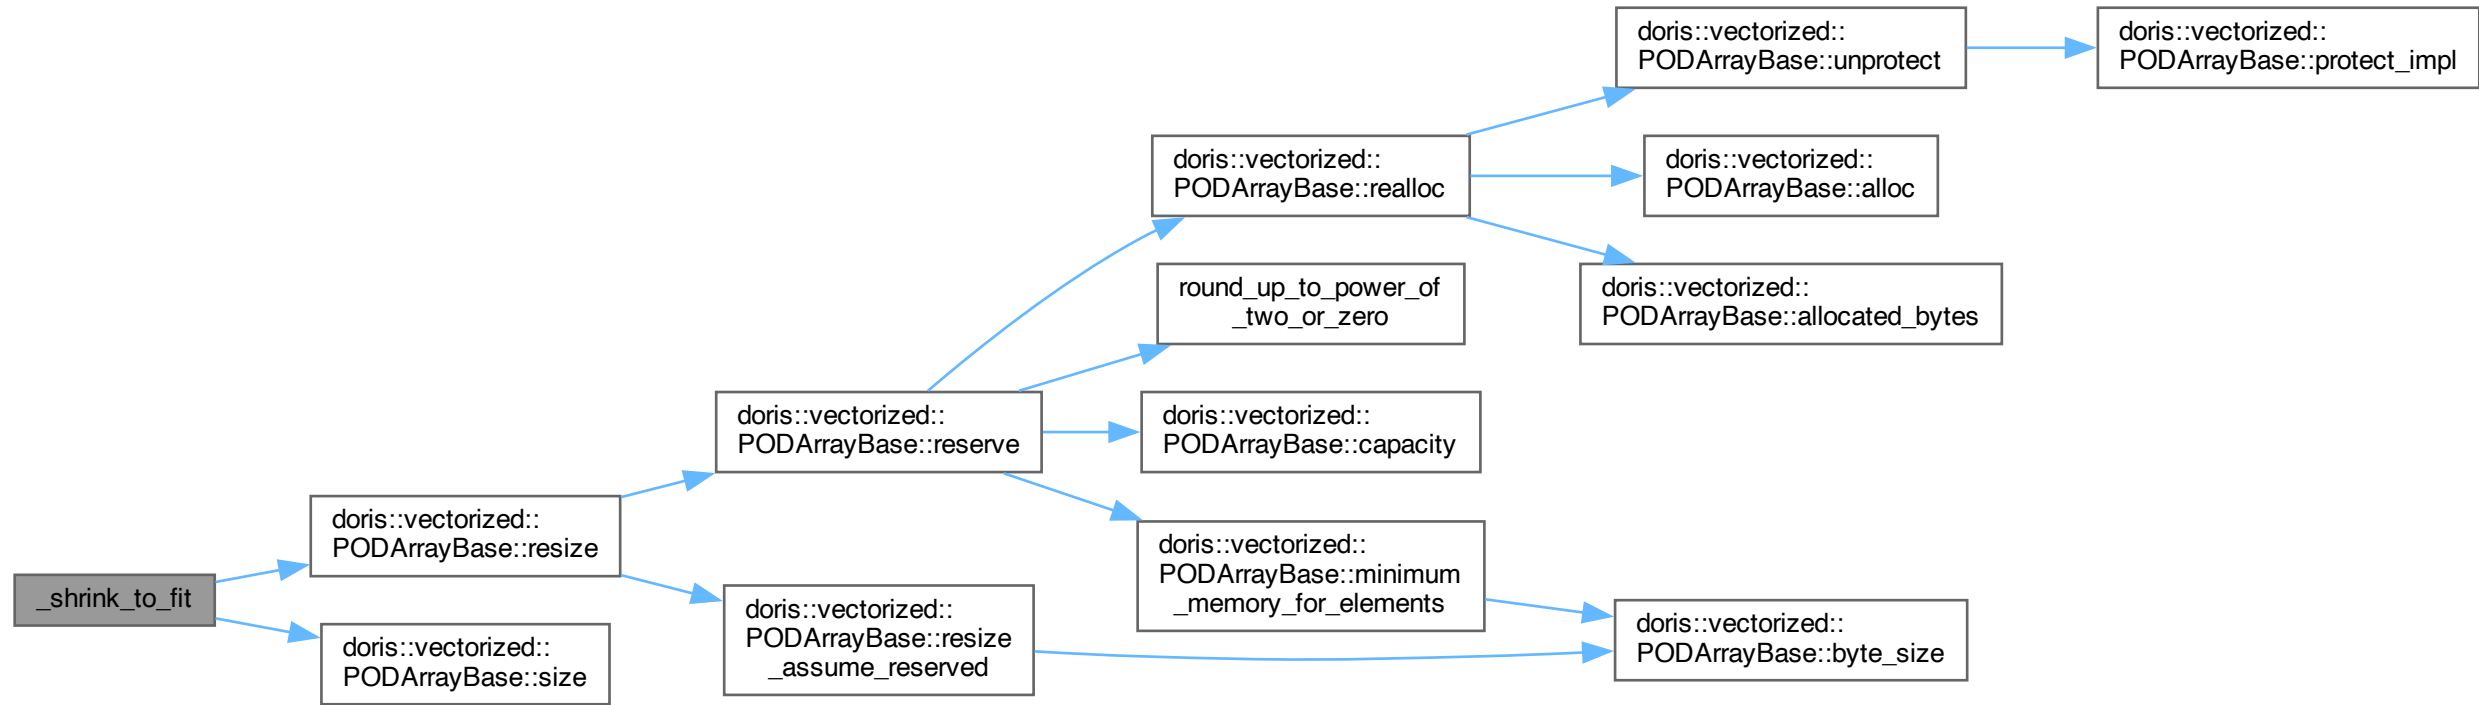 _shrink_to_fit
doris::vectorized::
PODArrayBase::resize
doris::vectorized::
PODArrayBase::size
doris::vectorized::
PODArrayBase::reserve
doris::vectorized::
PODArrayBase::resize
_assume_reserved
doris::vectorized::
PODArrayBase::realloc
round_up_to_power_of
_two_or_zero
doris::vectorized::
PODArrayBase::capacity
doris::vectorized::
PODArrayBase::minimum
_memory_for_elements
doris::vectorized::
PODArrayBase::unprotect
doris::vectorized::
PODArrayBase::alloc
doris::vectorized::
PODArrayBase::allocated_bytes
doris::vectorized::
PODArrayBase::byte_size
doris::vectorized::
PODArrayBase::protect_impl